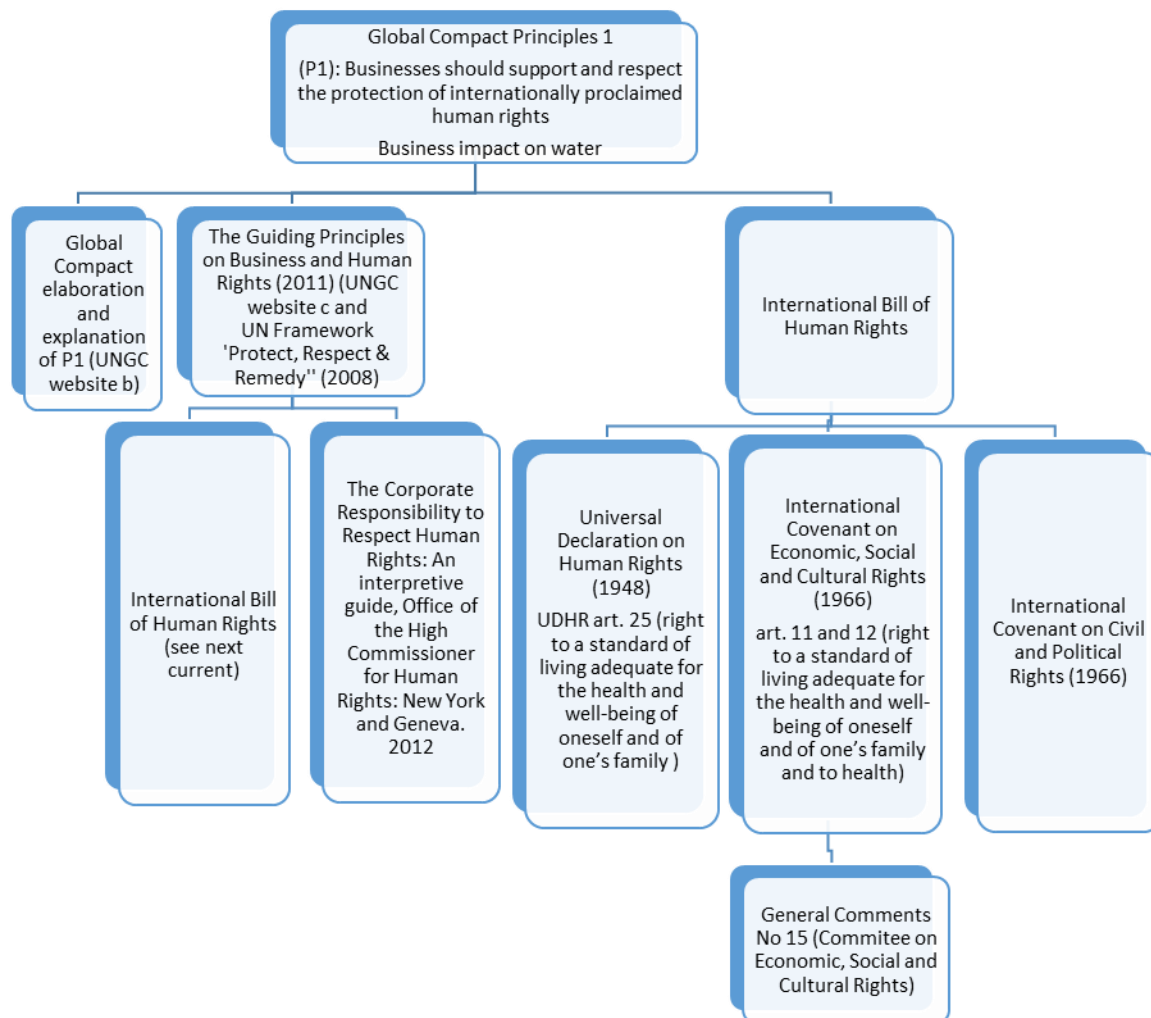 Global Compact Principles 1
(P1): Businesses should support and respect
the protection of internationally proclaimed
human rights
Business impact on water
Global
Compact
elaboration
and
explanation
of P1 (UNGC
website b)
The Guiding Principles
on Business and Human
Rights (2011) (UNGC
website c and
UN Framework
'Protect, Respect &
Remedy'' (2008)
International Bill of
Human Rights
International Bill
of Human Rights
(see next
current)
The Corporate
Responsibility to
Respect Human
Rights: An
interpretive
guide, Office of
the High
Commissioner
for Human
Rights: New York
and Geneva.
2012
Universal
Declaration on
Human Rights
(1948)
UDHR art. 25 (right
to a standard of
living adequate for
the health and
well-being of
oneself and of
one’s family )
International
Covenant on
Economic, Social
and Cultural Rights
(1966)
art. 11 and 12 (right
to a standard of
living adequate for
the health and well-
being of oneself
and of one’s family
and to health)
International
Covenant on Civil
and Political
Rights (1966)
General Comments
No 15 (Commitee on
Economic, Social and
Cultural Rights)